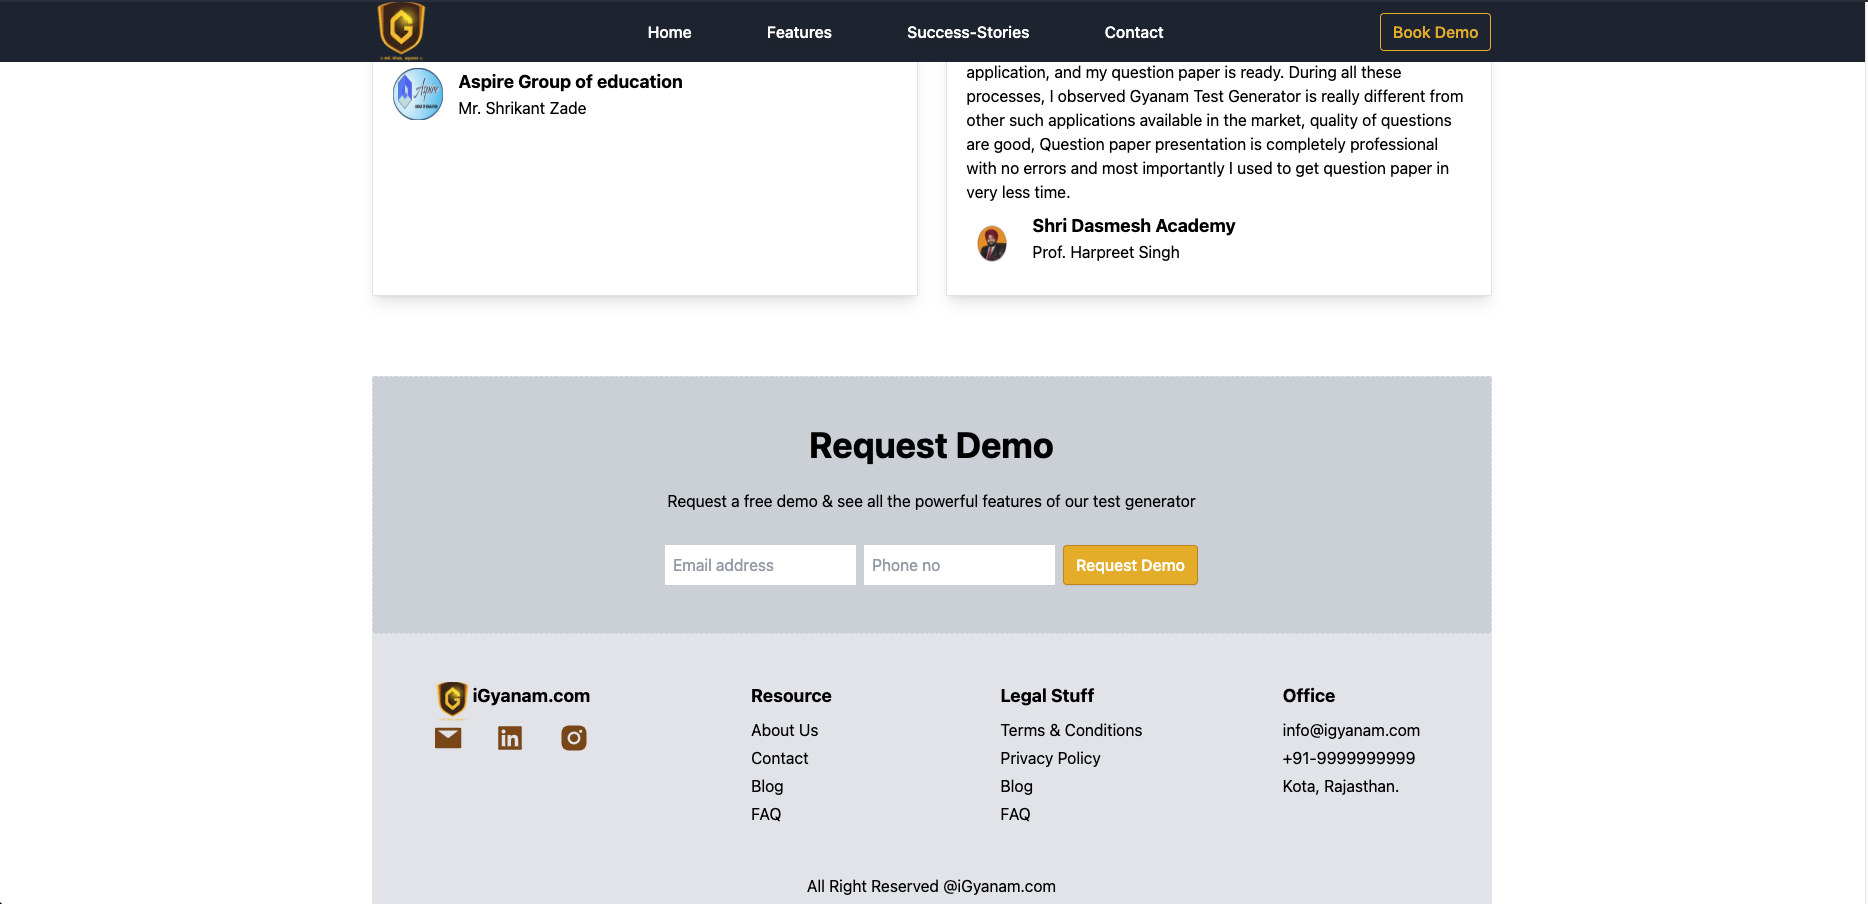 Home Features Success-Stories Contact Book Demo
Aspire Group of education
Mr. Shrikant Zade
application, and my question paper is ready. During all these
processes, I observed Gyanam Test Generator is really different from
other such applications available in the market, quality of questions
are good, Question paper presentation is completely professional
with no errors and most importantly I used to get question paper in
very less time.
Shri Dasmesh Academy
Prof. Harpreet Singh
Request Demo
Request a free demo & see all the powerful features of our test generator
Email address Phone no Request Demo
iGyanam.com
Resource
About Us
Contact
Blog
FAQ
Legal Stuff
Terms & Conditions
Privacy Policy
Blog
FAQ
Office
info@igyanam.com
+91-9999999999
Kota, Rajasthan.
All Right Reserved @iGyanam.com